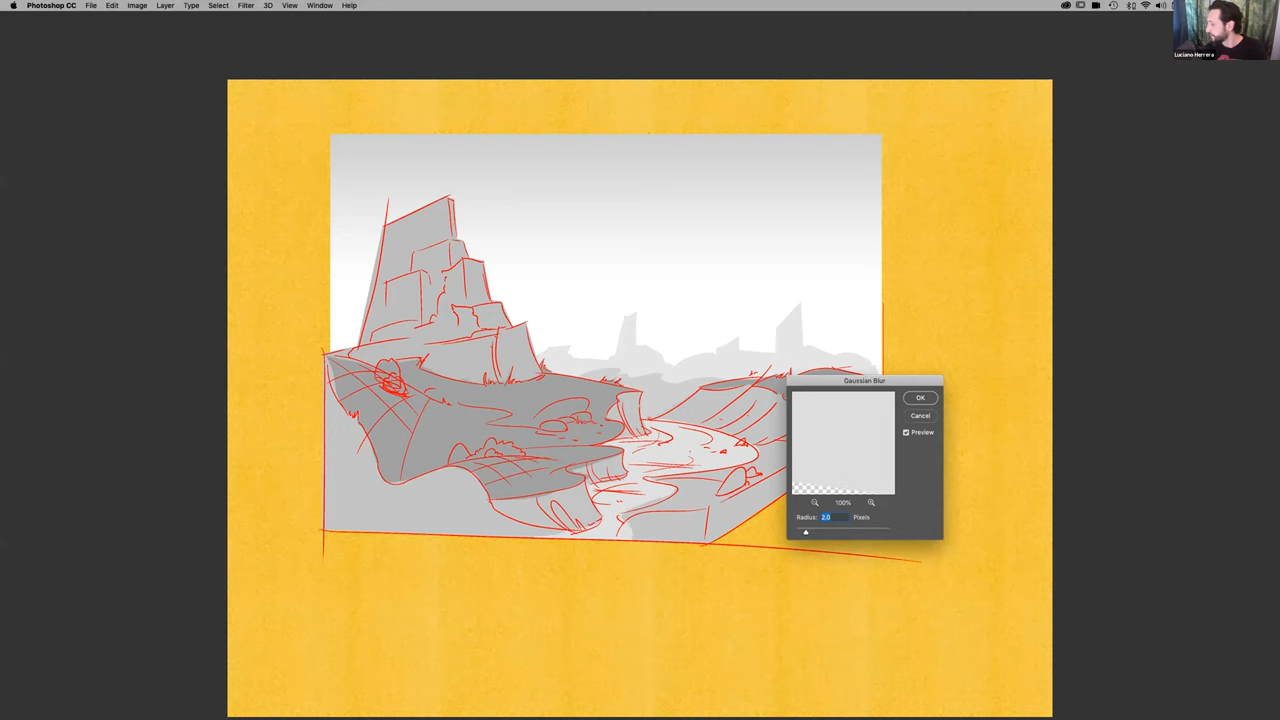 Photoshop CC File Edit Image Layer Type Select Filter 3D View Window Help
Luciano Herrera
Gaussian Blur
OK
Cancel
Preview
100%
Radius: 2.0 Pixels